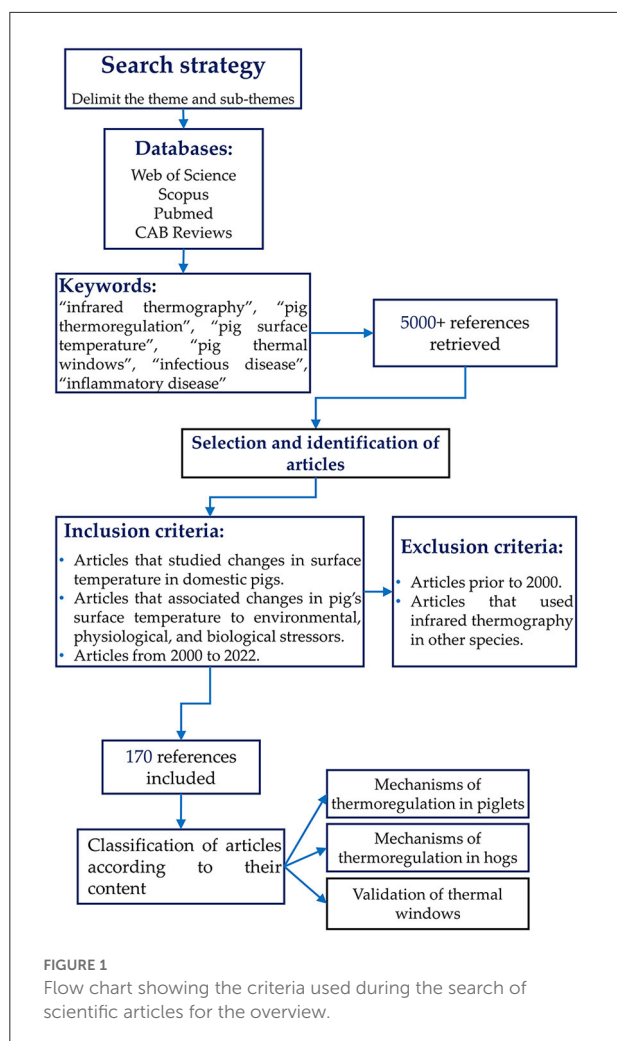 Search strategy
Delimit the theme and sub-themes
Databases:
Web of Science
Scopus
Pubmed
CAB Reviews
Keywords:
“infrared thermography”, “pig
thermoregulation”, “pig surface
temperature”, “pig thermal
windows”, “infectious disease”,
“inflammatory disease”
5000+ references
retrieved
Selection and identification of
articles
Inclusion criteria:
• Articles that studied changes in surface
temperature in domestic pigs.
• Articles that associated changes in pig's
surface temperature to environmental,
physiological, and biological stressors.
• Articles from 2000 to 2022.
Exclusion criteria:
• Articles prior to 2000.
• Articles that used
infrared thermography
in other species.
170 references
included
Classification of articles
according to their
content
Mechanisms of
thermoregulation in piglets
Mechanisms of
thermoregulation in hogs
Validation of thermal
windows
FIGURE 1
Flow chart showing the criteria used during the search of
scientific articles for the overview.